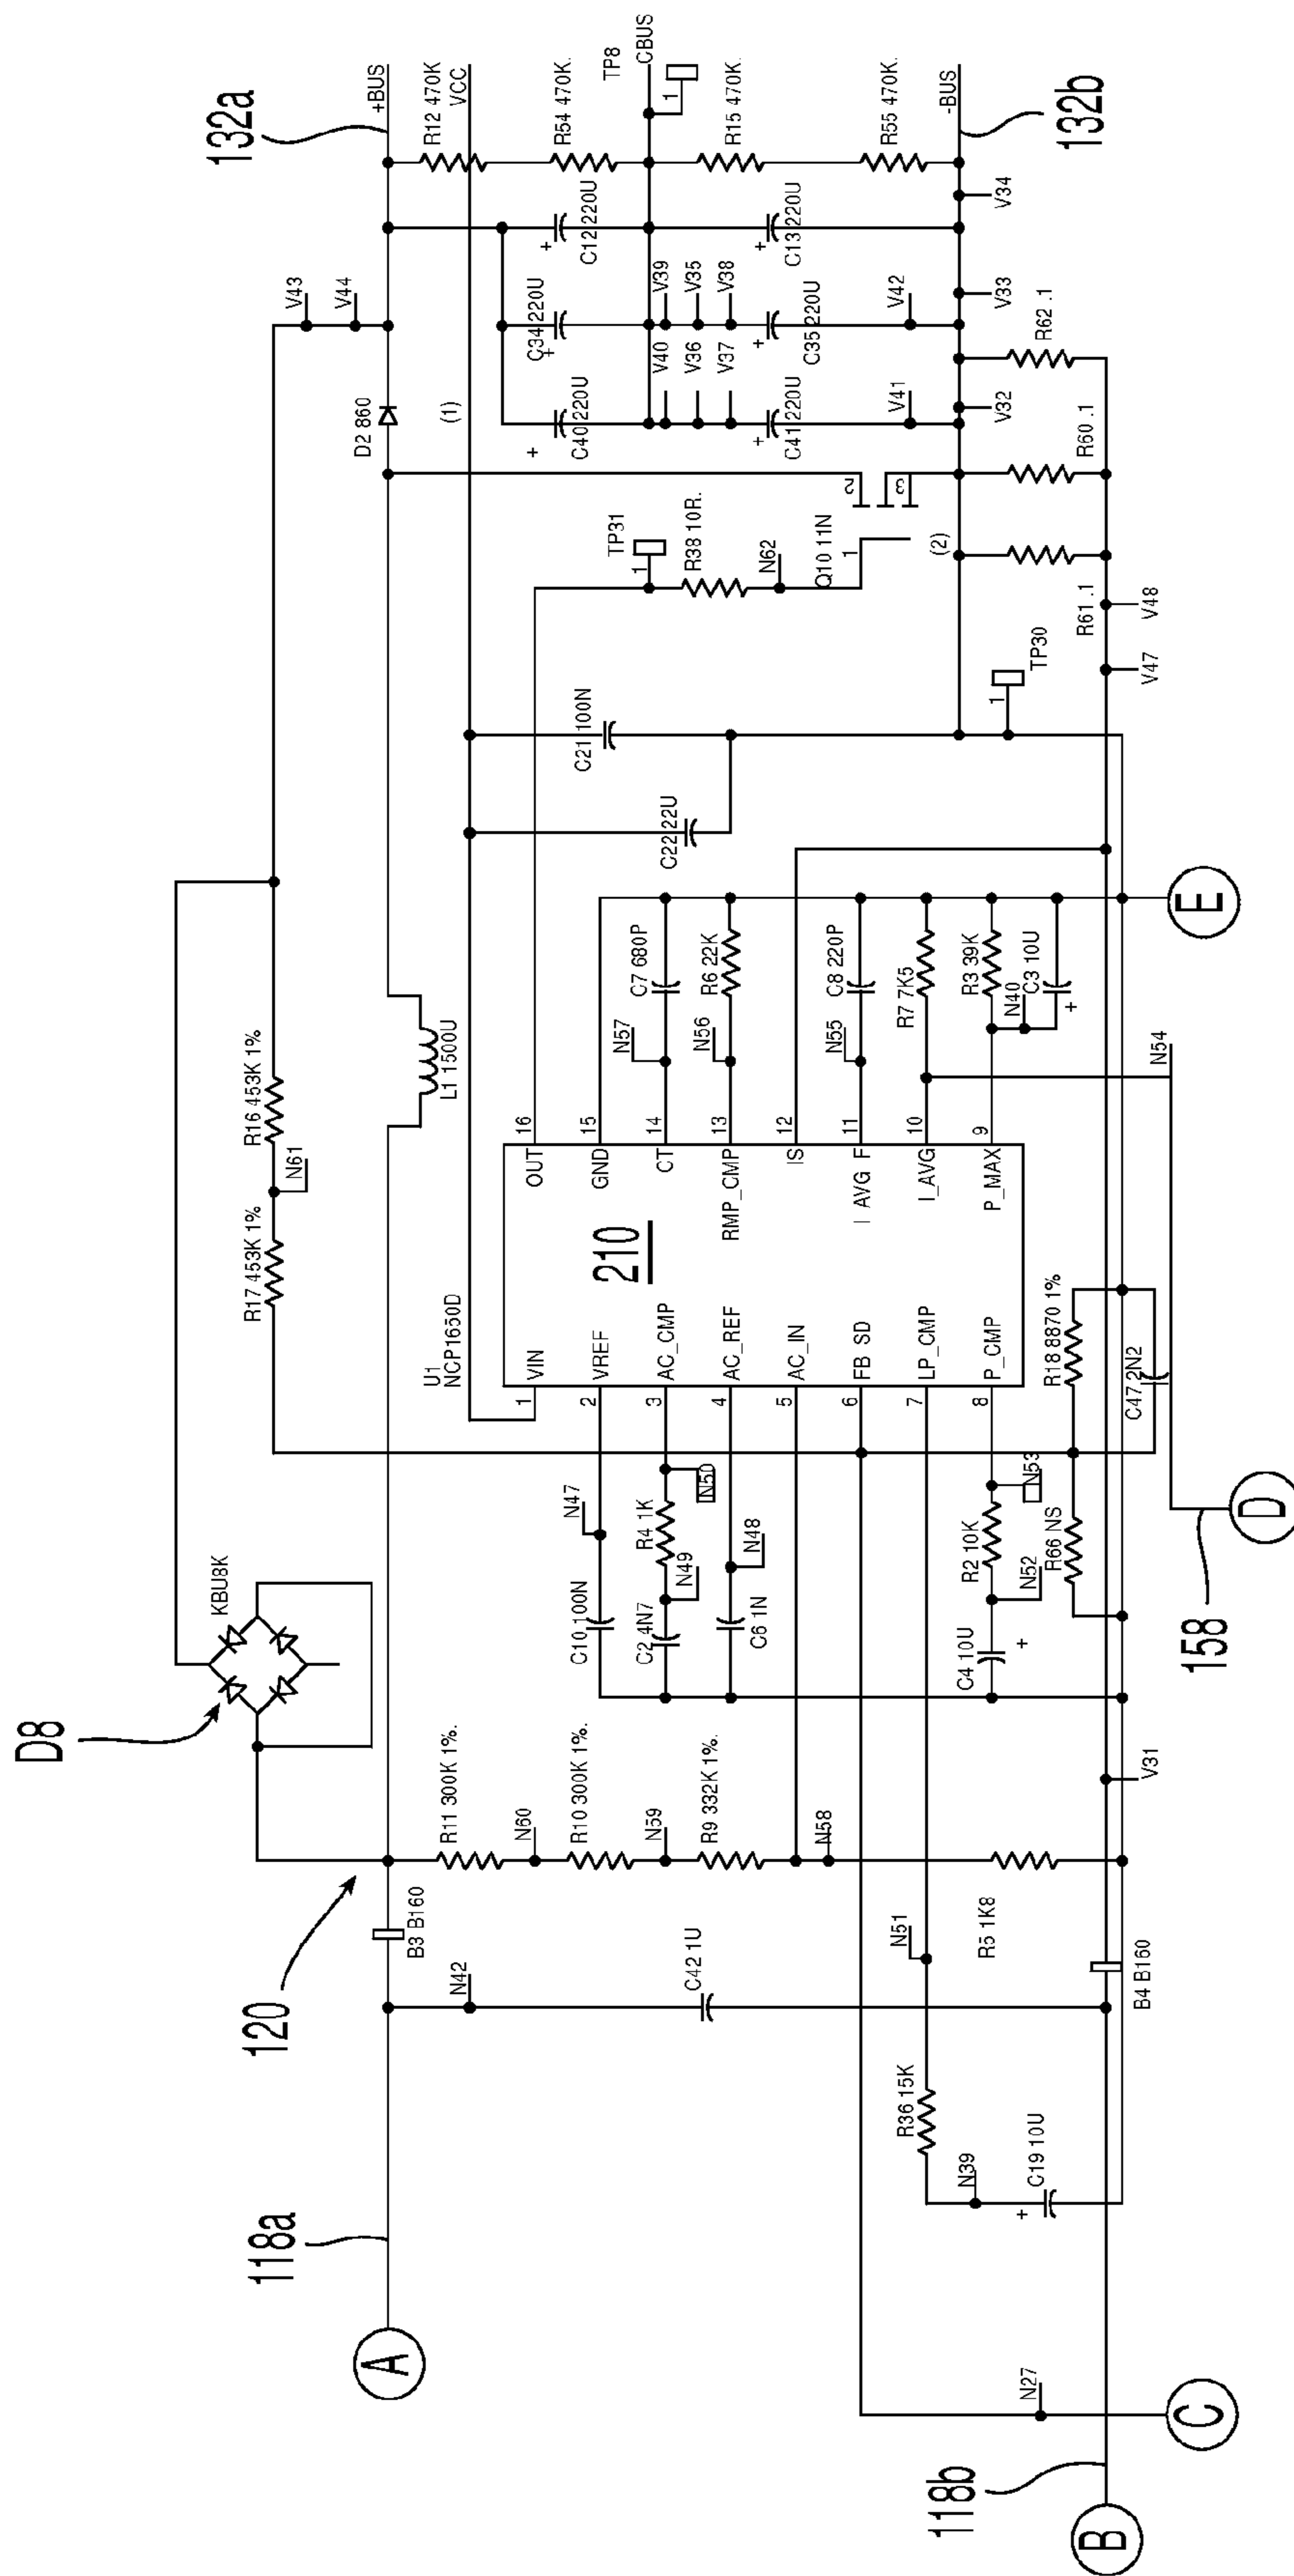 132a
+BUS
R12 470K
VCC
R54 470K.
TP8
CBUS
1
R15 470K.
R55 470K.
-BUS
132b
V43
V44
+
C12 220U
+
C13 220U
V34
C34 220U
+
V39
V35
V38
+
C35 220U
V42
V33
D2 860
(1)
+
C40 220U
V40
V36
V37
+
C41 220U
V41
V32
R62 .1
R60 .1
TP31
1
R38 10R.
N62
Q10 11N
1
2
3
(2)
R61 .1
V48
V47
TP30
1
C21 100N
C22 22U
E
R16 453K 1%
N61
R17 453K 1%
L1 1500U
C7 680P
N57
R6 22K
N56
C8 220P
N55
R7 7K5
R3 39K
N40
C3 10U
+
N54
16
15
14
13
12
11
10
9
OUT
GND
CT
RMP_CMP
IS
I_AVG_F
I_AVG
P_MAX
210
U1
NCP1650D
VIN
VREF
AC_CMP
AC_REF
AC_IN
FB_SD
LP_CMP
P_CMP
1
2
3
4
5
6
7
8
R18 8870 1%
C47 2N2
D8
KBU8K
N47
C10 100N
N50
R4 1K
N49
C2 4N7
N48
C6 1N
N53
R2 10K
N52
C4 10U
+
R66 NS
D
158
120
R11 300K 1%.
N60
R10 300K 1%.
N59
R9 332K 1%.
N58
R5 1K8
V31
B3 B160
N42
C42 1U
N51
B4 B160
R36 15K
N39
+
C19 10U
118a
A
N27
C
118b
B